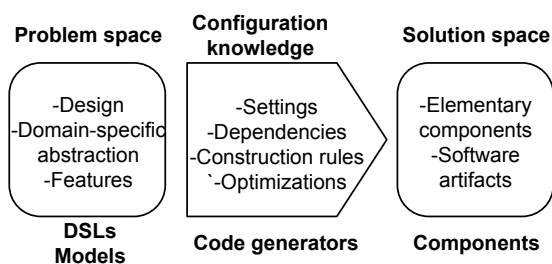 Problem space
-Design
-Domain-specific
abstraction
-Features
DSLs
Models
Configuration
knowledge
-Settings
-Dependencies
-Construction rules
`-Optimizations
Code generators
Solution space
-Elementary
components
-Software
artifacts
Components